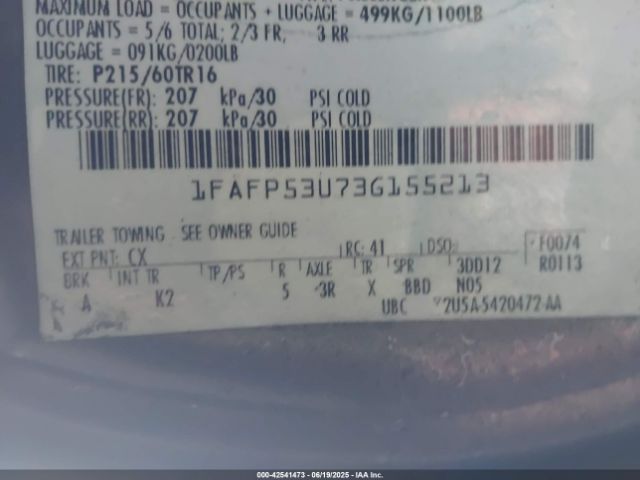 MAXIMUM LOAD = OCCUPANTS + LUGGAGE = 499KG/1100LB
OCCUPANTS = 5/6 TOTAL; 2/3 FR, 3 RR
LUGGAGE = 091KG/0200LB
TIRE: P215/60TR16
PRESSURE(FR): 207 kPa/30 PSI COLD
PRESSURE(RR): 207 kPa/30 PSI COLD
1FAFP53U73G155213
TRAILER TOWING - SEE OWNER GUIDE
EXT PNT: CX RC: 41 DSO: F0074
BRK INT TR TP/PS R AXLE TR SPR 3DD12 R0113
A K2 5 3R X BBD N05
UBC 2U5A-5420472-AA
000-42541473 - 06/19/2025 - IAA Inc.